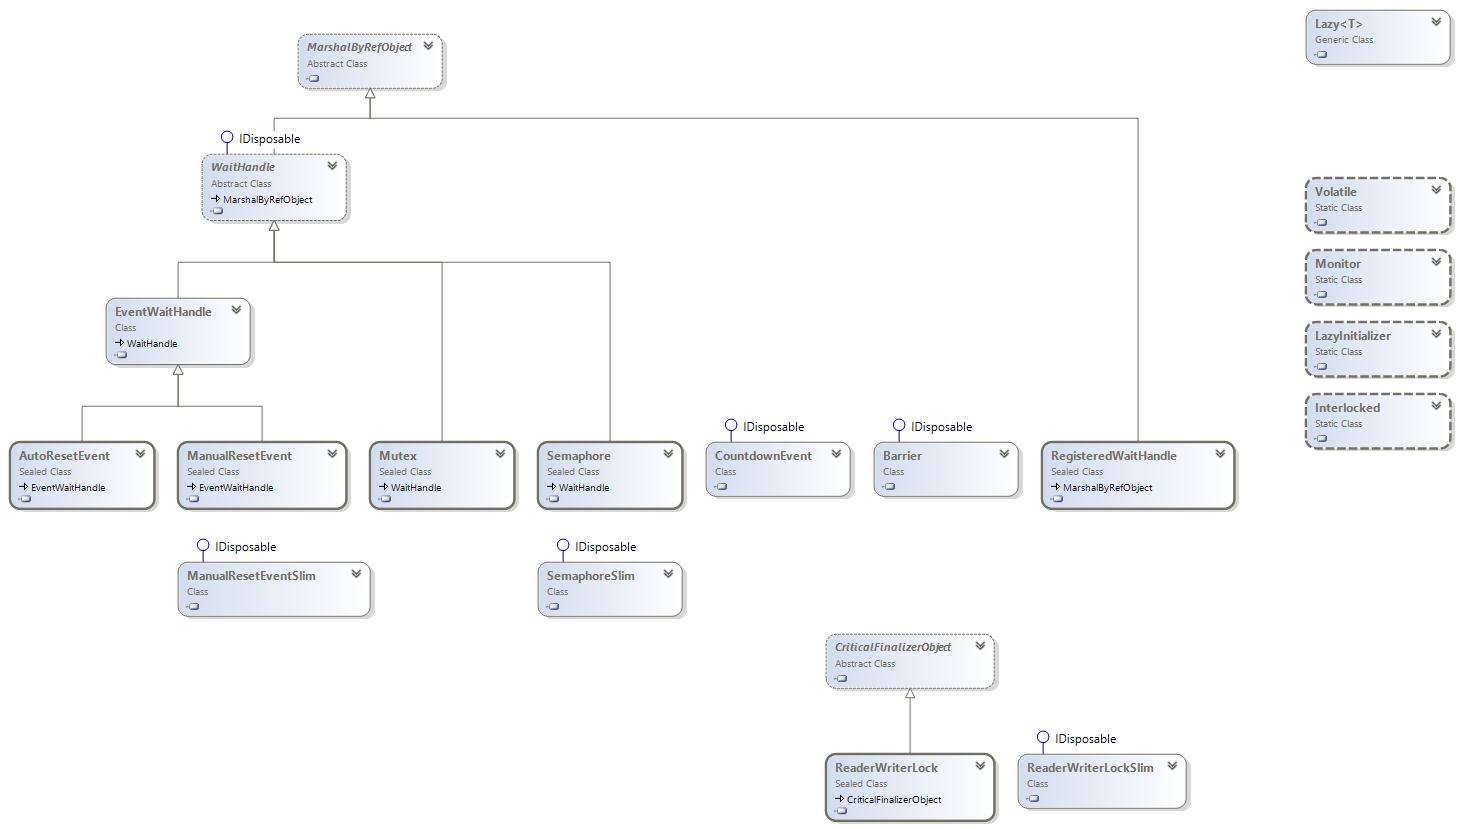 MarshalByRefObject
Abstract Class
Lazy<T>
Generic Class
IDisposable
WaitHandle
Abstract Class
MarshalByRefObject
Volatile
Static Class
Monitor
Static Class
EventWaitHandle
Class
WaitHandle
LazyInitializer
Static Class
Interlocked
Static Class
AutoResetEvent
Sealed Class
EventWaitHandle
ManualResetEvent
Sealed Class
EventWaitHandle
Mutex
Sealed Class
WaitHandle
Semaphore
Sealed Class
WaitHandle
IDisposable
CountdownEvent
Class
IDisposable
Barrier
Class
RegisteredWaitHandle
Sealed Class
MarshalByRefObject
IDisposable
ManualResetEventSlim
Class
IDisposable
SemaphoreSlim
Class
CriticalFinalizerObject
Abstract Class
ReaderWriterLock
Sealed Class
CriticalFinalizerObject
IDisposable
ReaderWriterLockSlim
Class